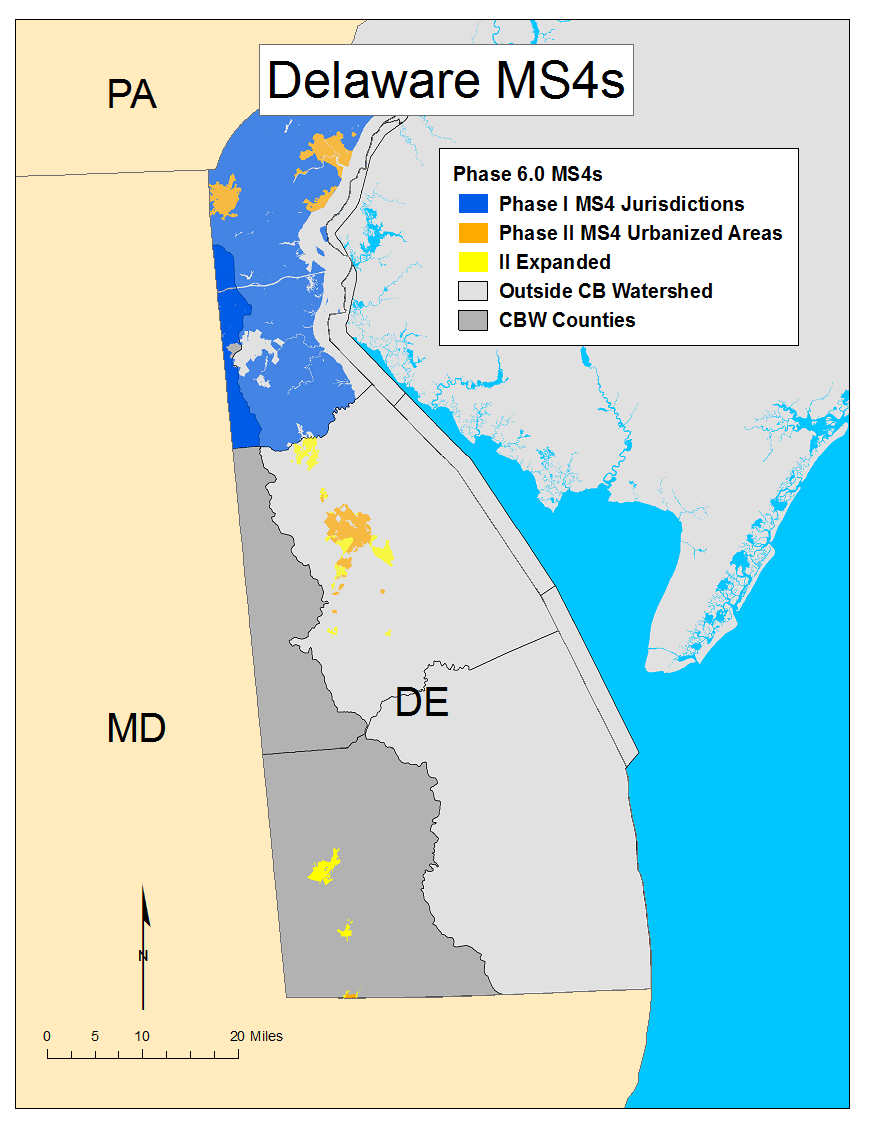 Delaware MS4s
PA
Phase 6.0 MS4s
Phase I MS4 Jurisdictions
Phase II MS4 Urbanized Areas
II Expanded
Outside CB Watershed
CBW Counties
DE
MD
N
0 5 10 20 Miles